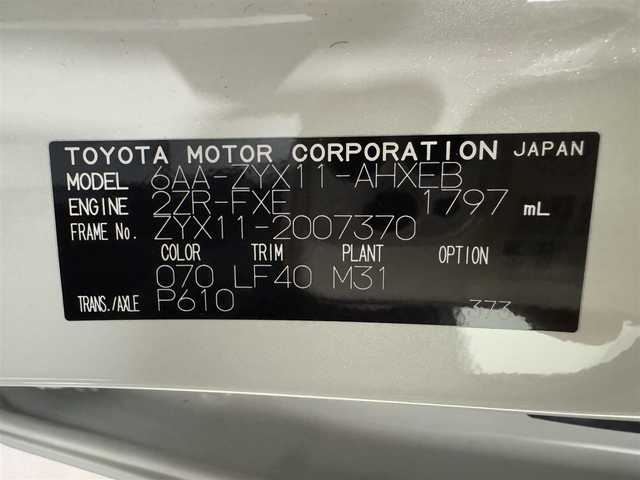 TOYOTA MOTOR CORPORATION JAPAN
MODEL 6AA-ZYX11-AHXEB
ENGINE 2ZR-FXE 1797 mL
FRAME No. ZYX11-2007370
COLOR TRIM PLANT OPTION
070 LF40 M31
TRANS./AXLE P610 373